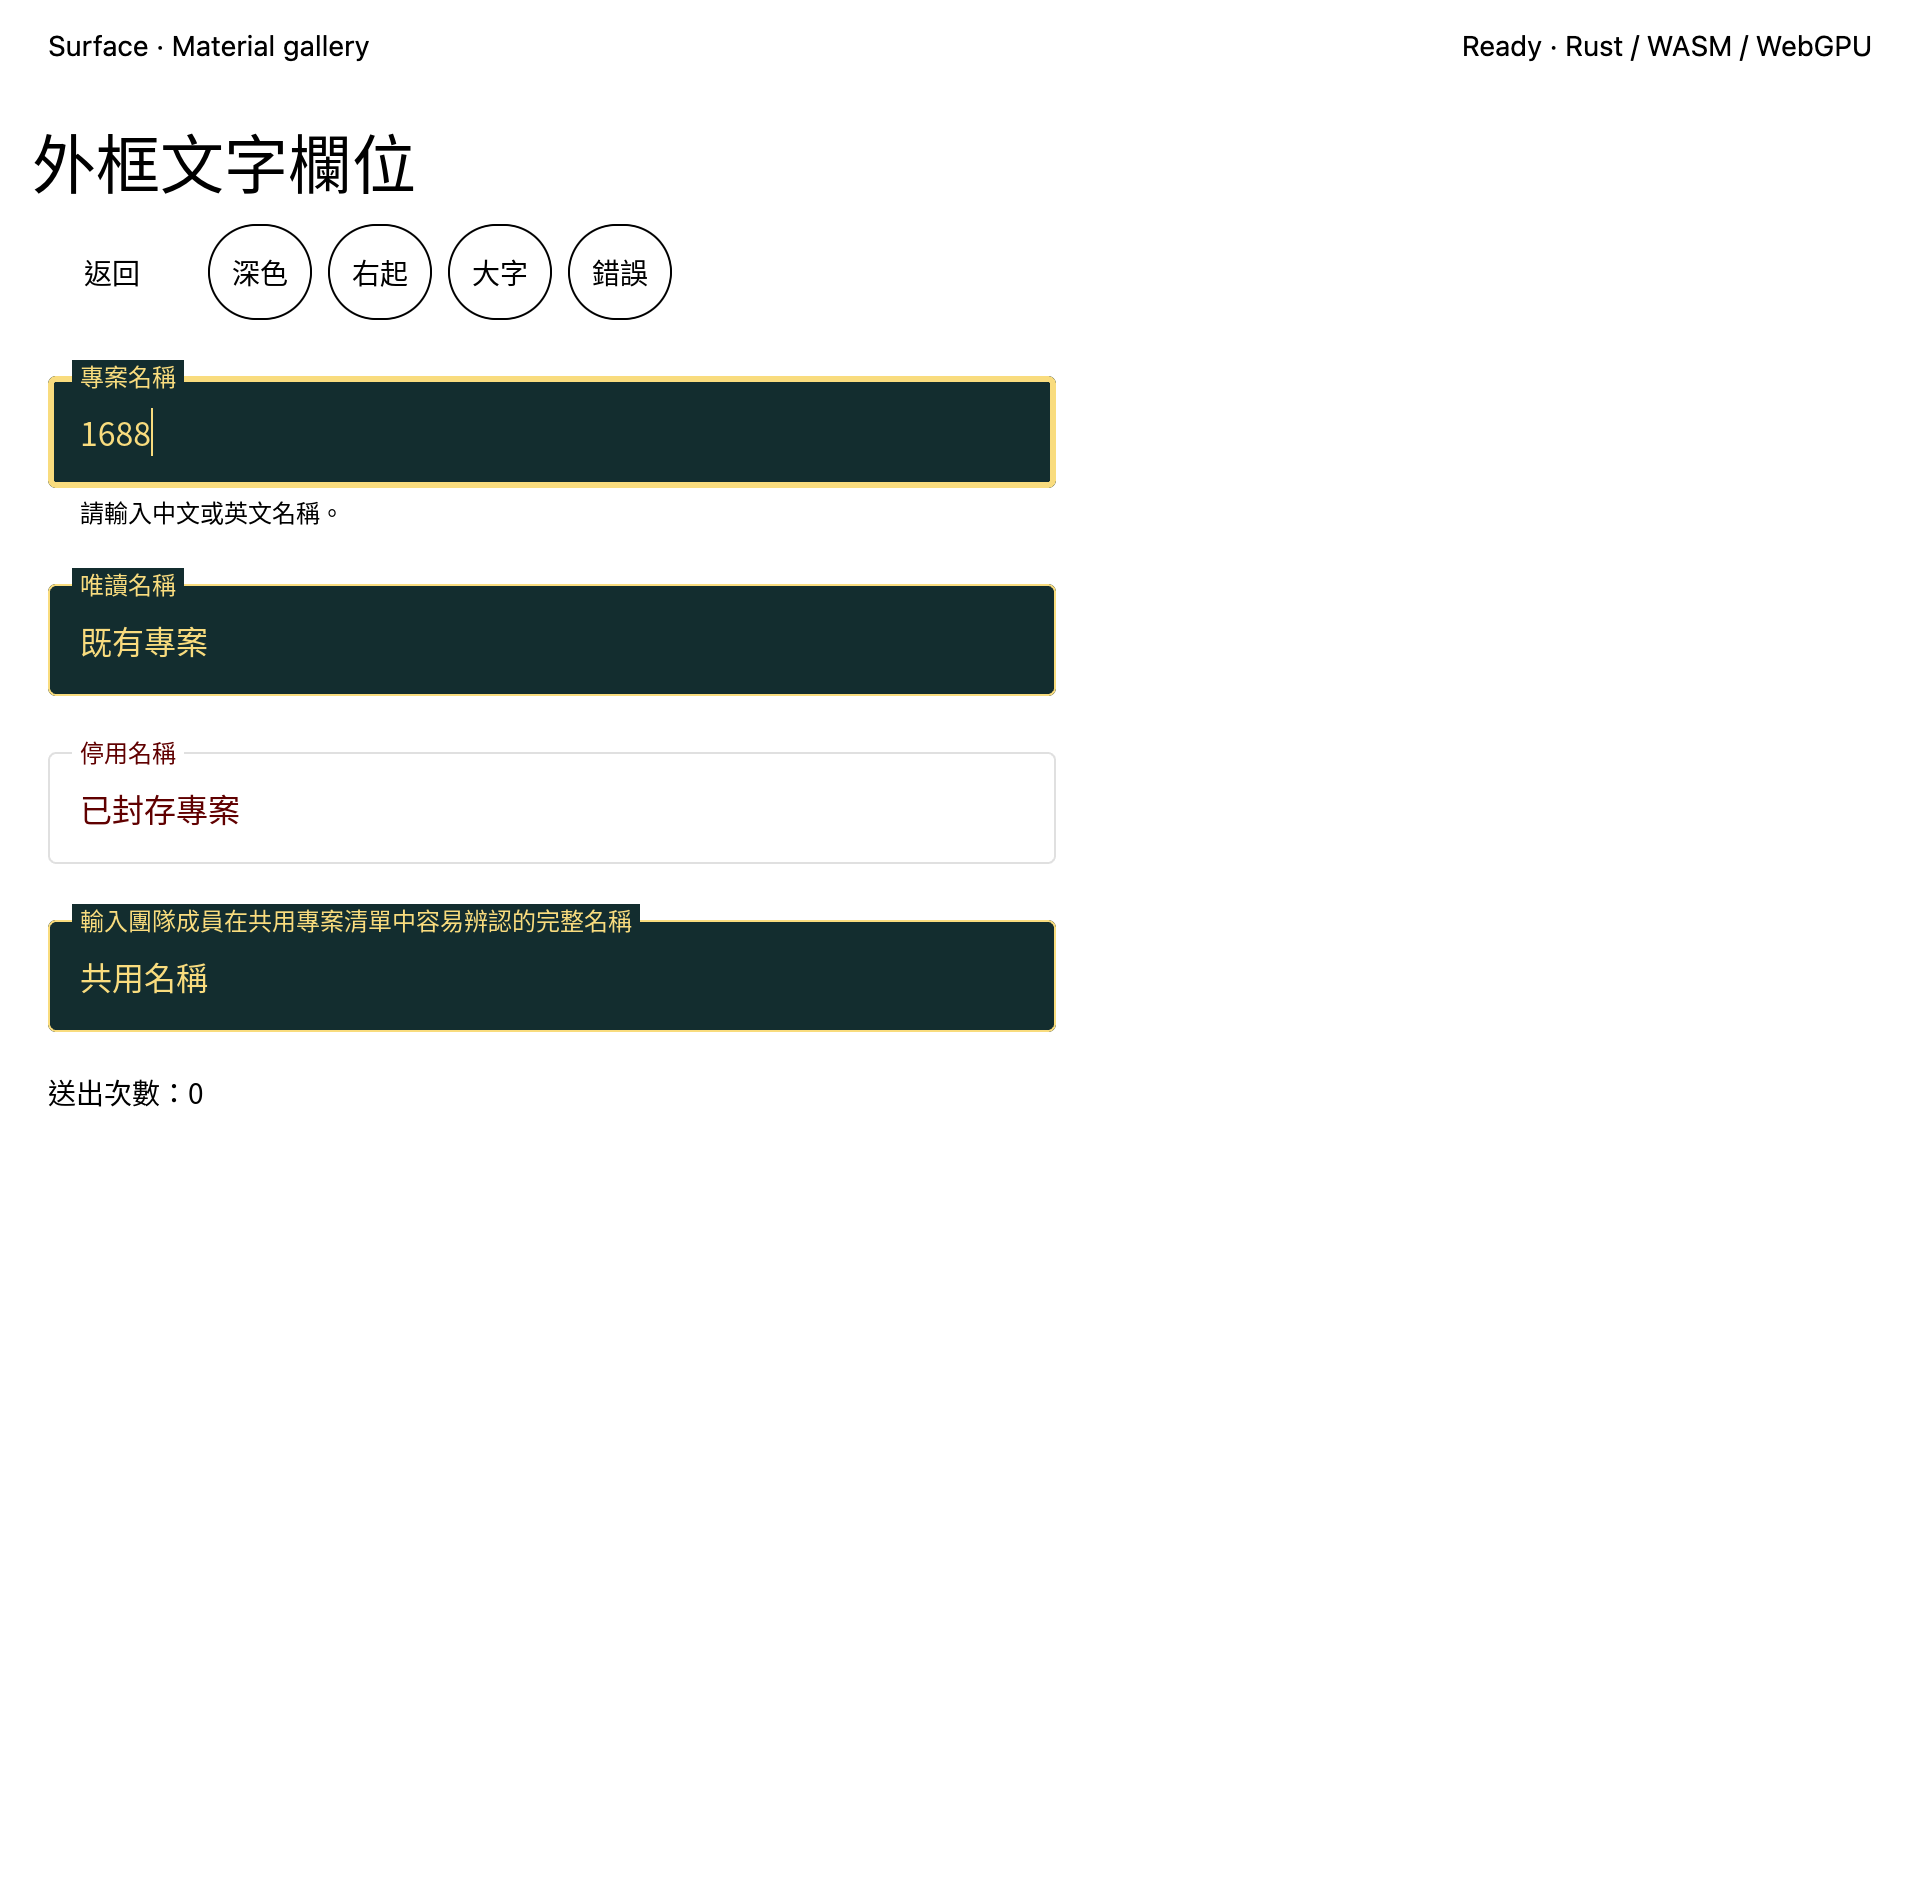 Surface · Material gallery
Ready · Rust / WASM / WebGPU
外框文字欄位
返回 深色 右起 大字 錯誤
專案名稱
1688
請輸入中文或英文名稱。
唯讀名稱
既有專案
停用名稱
已封存專案
輸入團隊成員在共用專案清單中容易辨認的完整名稱
共用名稱
送出次數：0